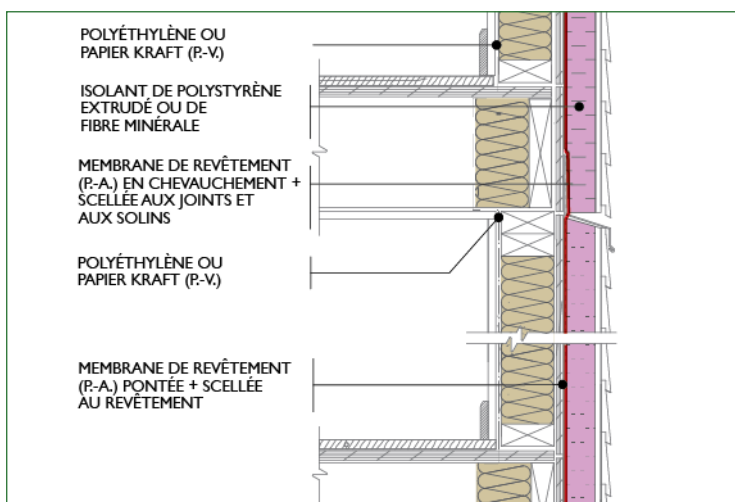 POLYÉTHYLÈNE OU
PAPIER KRAFT (P.-V.)
ISOLANT DE POLYSTYRÈNE
EXTRUDÉ OU DE
FIBRE MINÉRALE
MEMBRANE DE REVÊTEMENT
(P.-A.) EN CHEVAUCHEMENT +
SCELLÉE AUX JOINTS ET
AUX SOLINS
POLYÉTHYLÈNE OU
PAPIER KRAFT (P.-V.)
MEMBRANE DE REVÊTEMENT
(P.-A.) PONTÉE + SCELLÉE
AU REVÊTEMENT